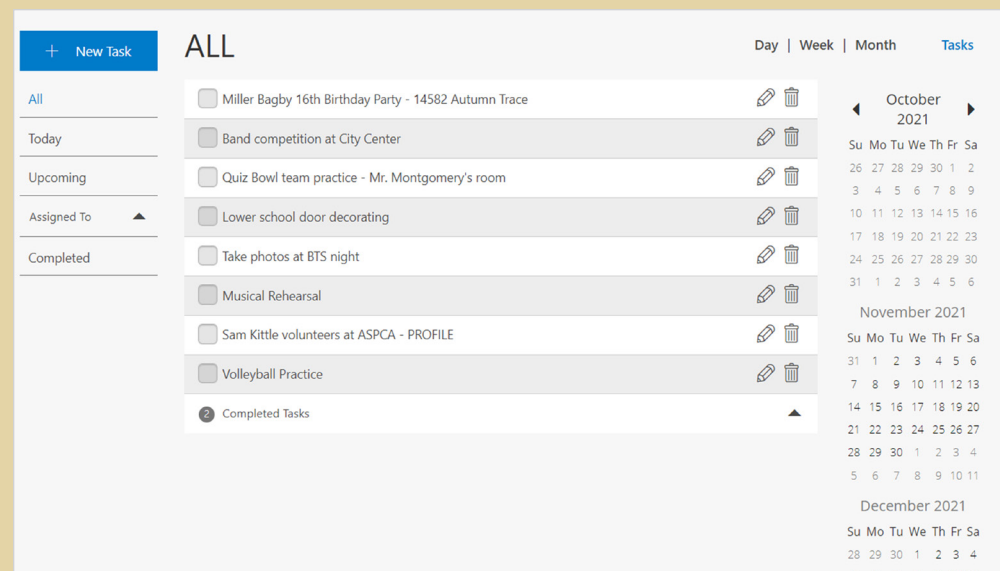 + New Task
All
Today
Upcoming
Assigned To
Completed
ALL
Day | Week | Month
Tasks
Miller Bagby 16th Birthday Party - 14582 Autumn Trace
Band competition at City Center
Quiz Bowl team practice - Mr. Montgomery's room
Lower school door decorating
Take photos at BTS night
Musical Rehearsal
Sam Kittle volunteers at ASPCA - PROFILE
Volleyball Practice
2 Completed Tasks
October
2021
Su Mo Tu We Th Fr Sa
26 27 28 29 30 1 2
3 4 5 6 7 8 9
10 11 12 13 14 15 16
17 18 19 20 21 22 23
24 25 26 27 28 29 30
31 1 2 3 4 5 6
November 2021
Su Mo Tu We Th Fr Sa
31 1 2 3 4 5 6
7 8 9 10 11 12 13
14 15 16 17 18 19 20
21 22 23 24 25 26 27
28 29 30 1 2 3 4
5 6 7 8 9 10 11
December 2021
Su Mo Tu We Th Fr Sa
28 29 30 1 2 3 4